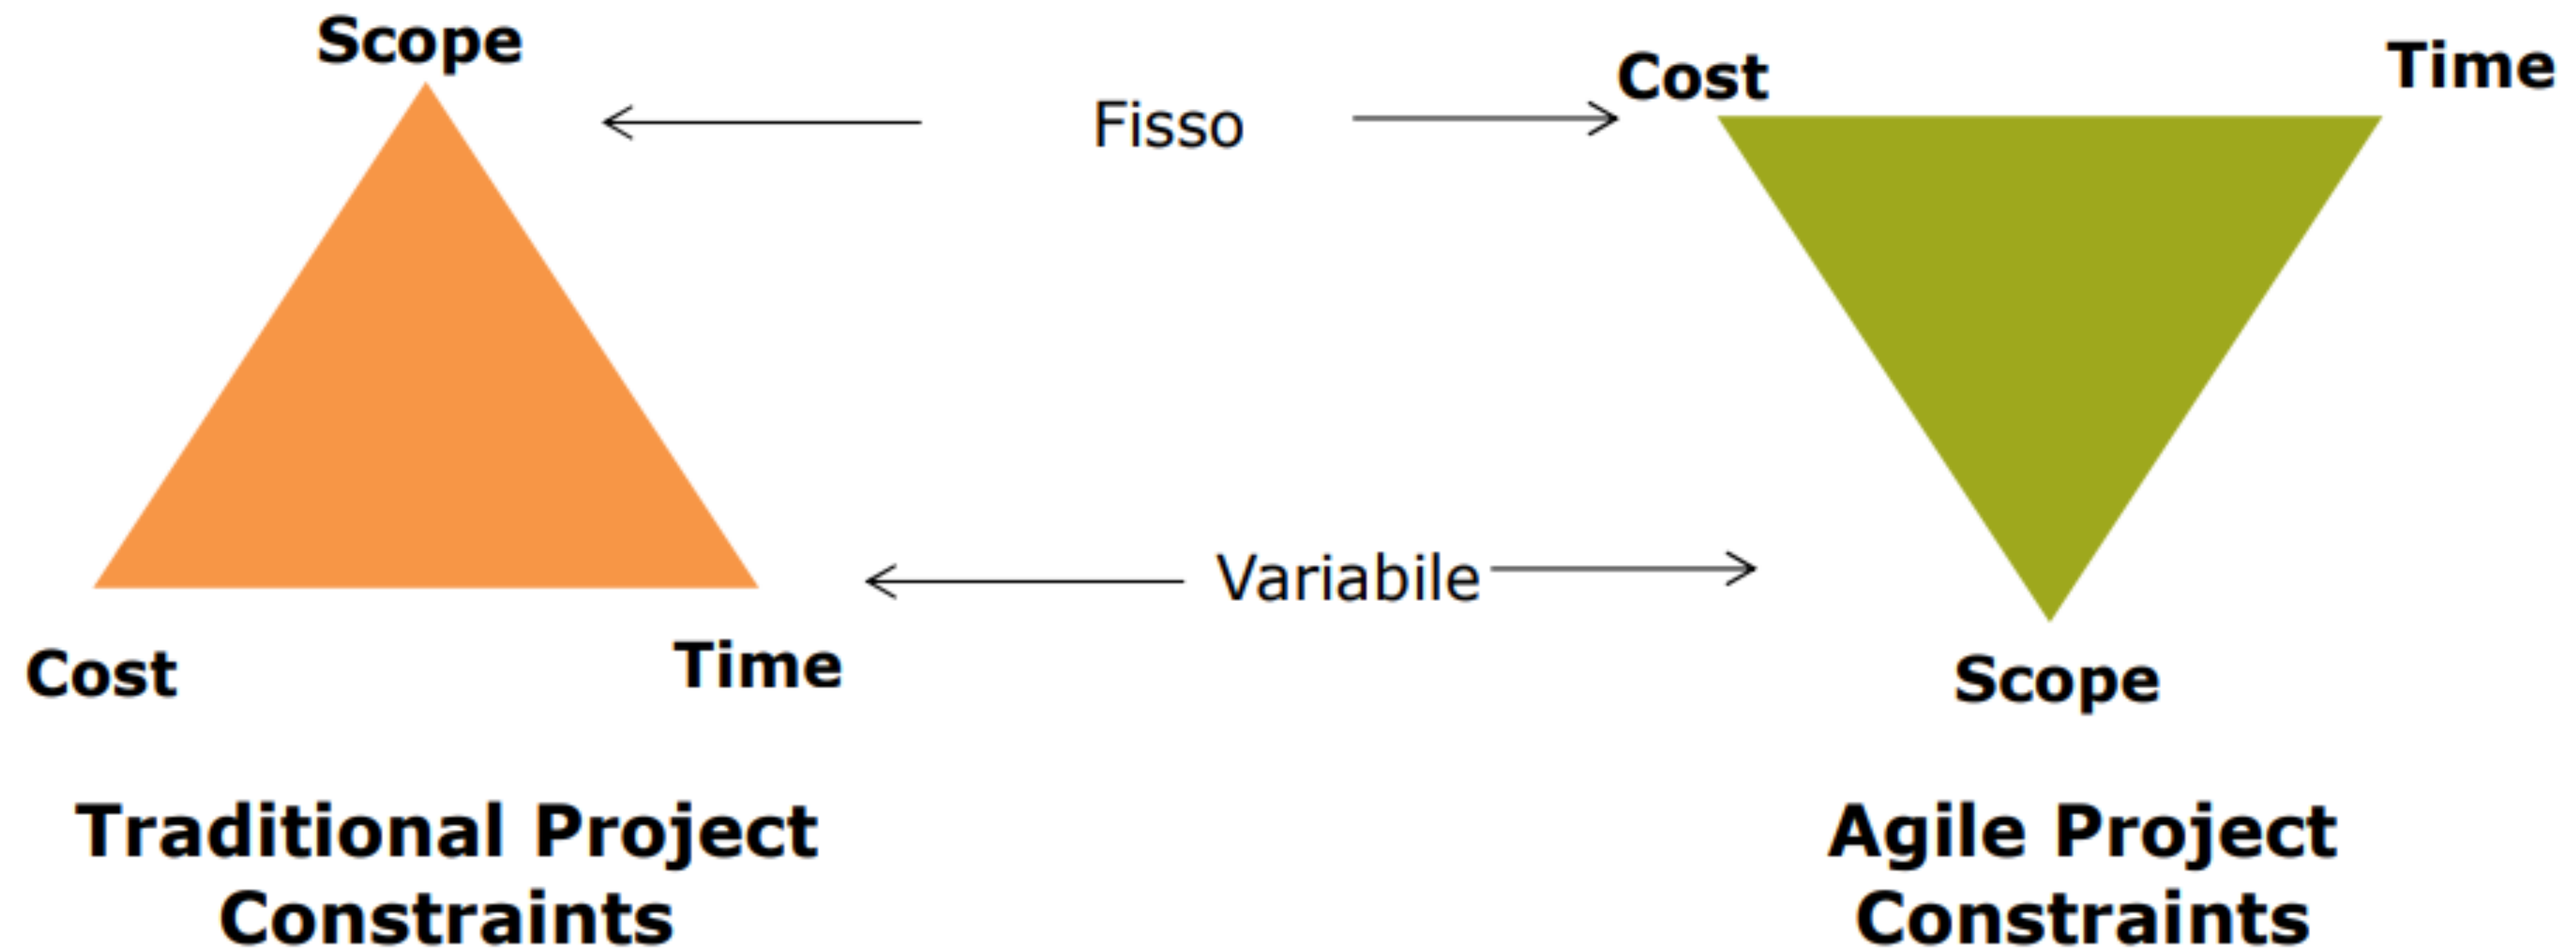 Scope
Fisso
Cost
Time
Variabile
Cost
Time
Scope
Traditional Project
Constraints
Agile Project
Constraints